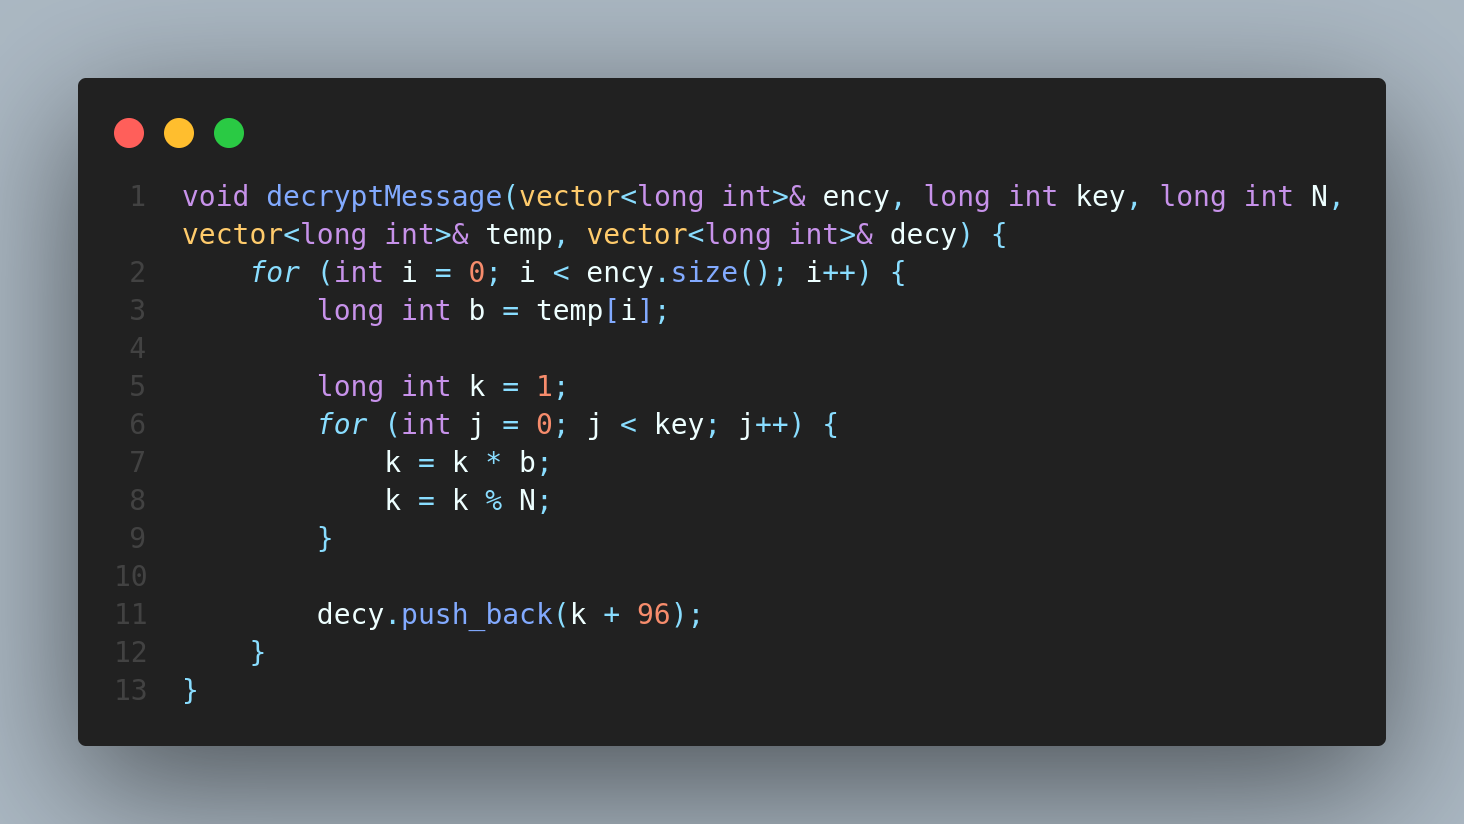 1 void decryptMessage(vector<long int>& ency, long int key, long int N,
vector<long int>& temp, vector<long int>& decy) {
2     for (int i = 0; i < ency.size(); i++) {
3         long int b = temp[i];
4
5         long int k = 1;
6         for (int j = 0; j < key; j++) {
7             k = k * b;
8             k = k % N;
9         }
10
11         decy.push_back(k + 96);
12     }
13 }